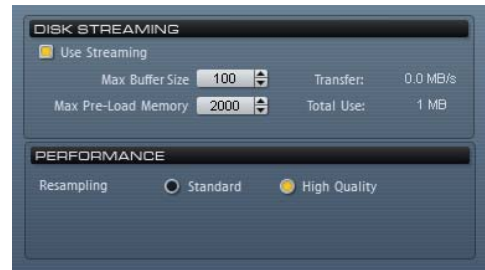 DISK STREAMING
Use Streaming
Max Buffer Size 100 Transfer: 0.0 MB/s
Max Pre-Load Memory 2000 Total Use: 1 MB
PERFORMANCE
Resampling Standard High Quality